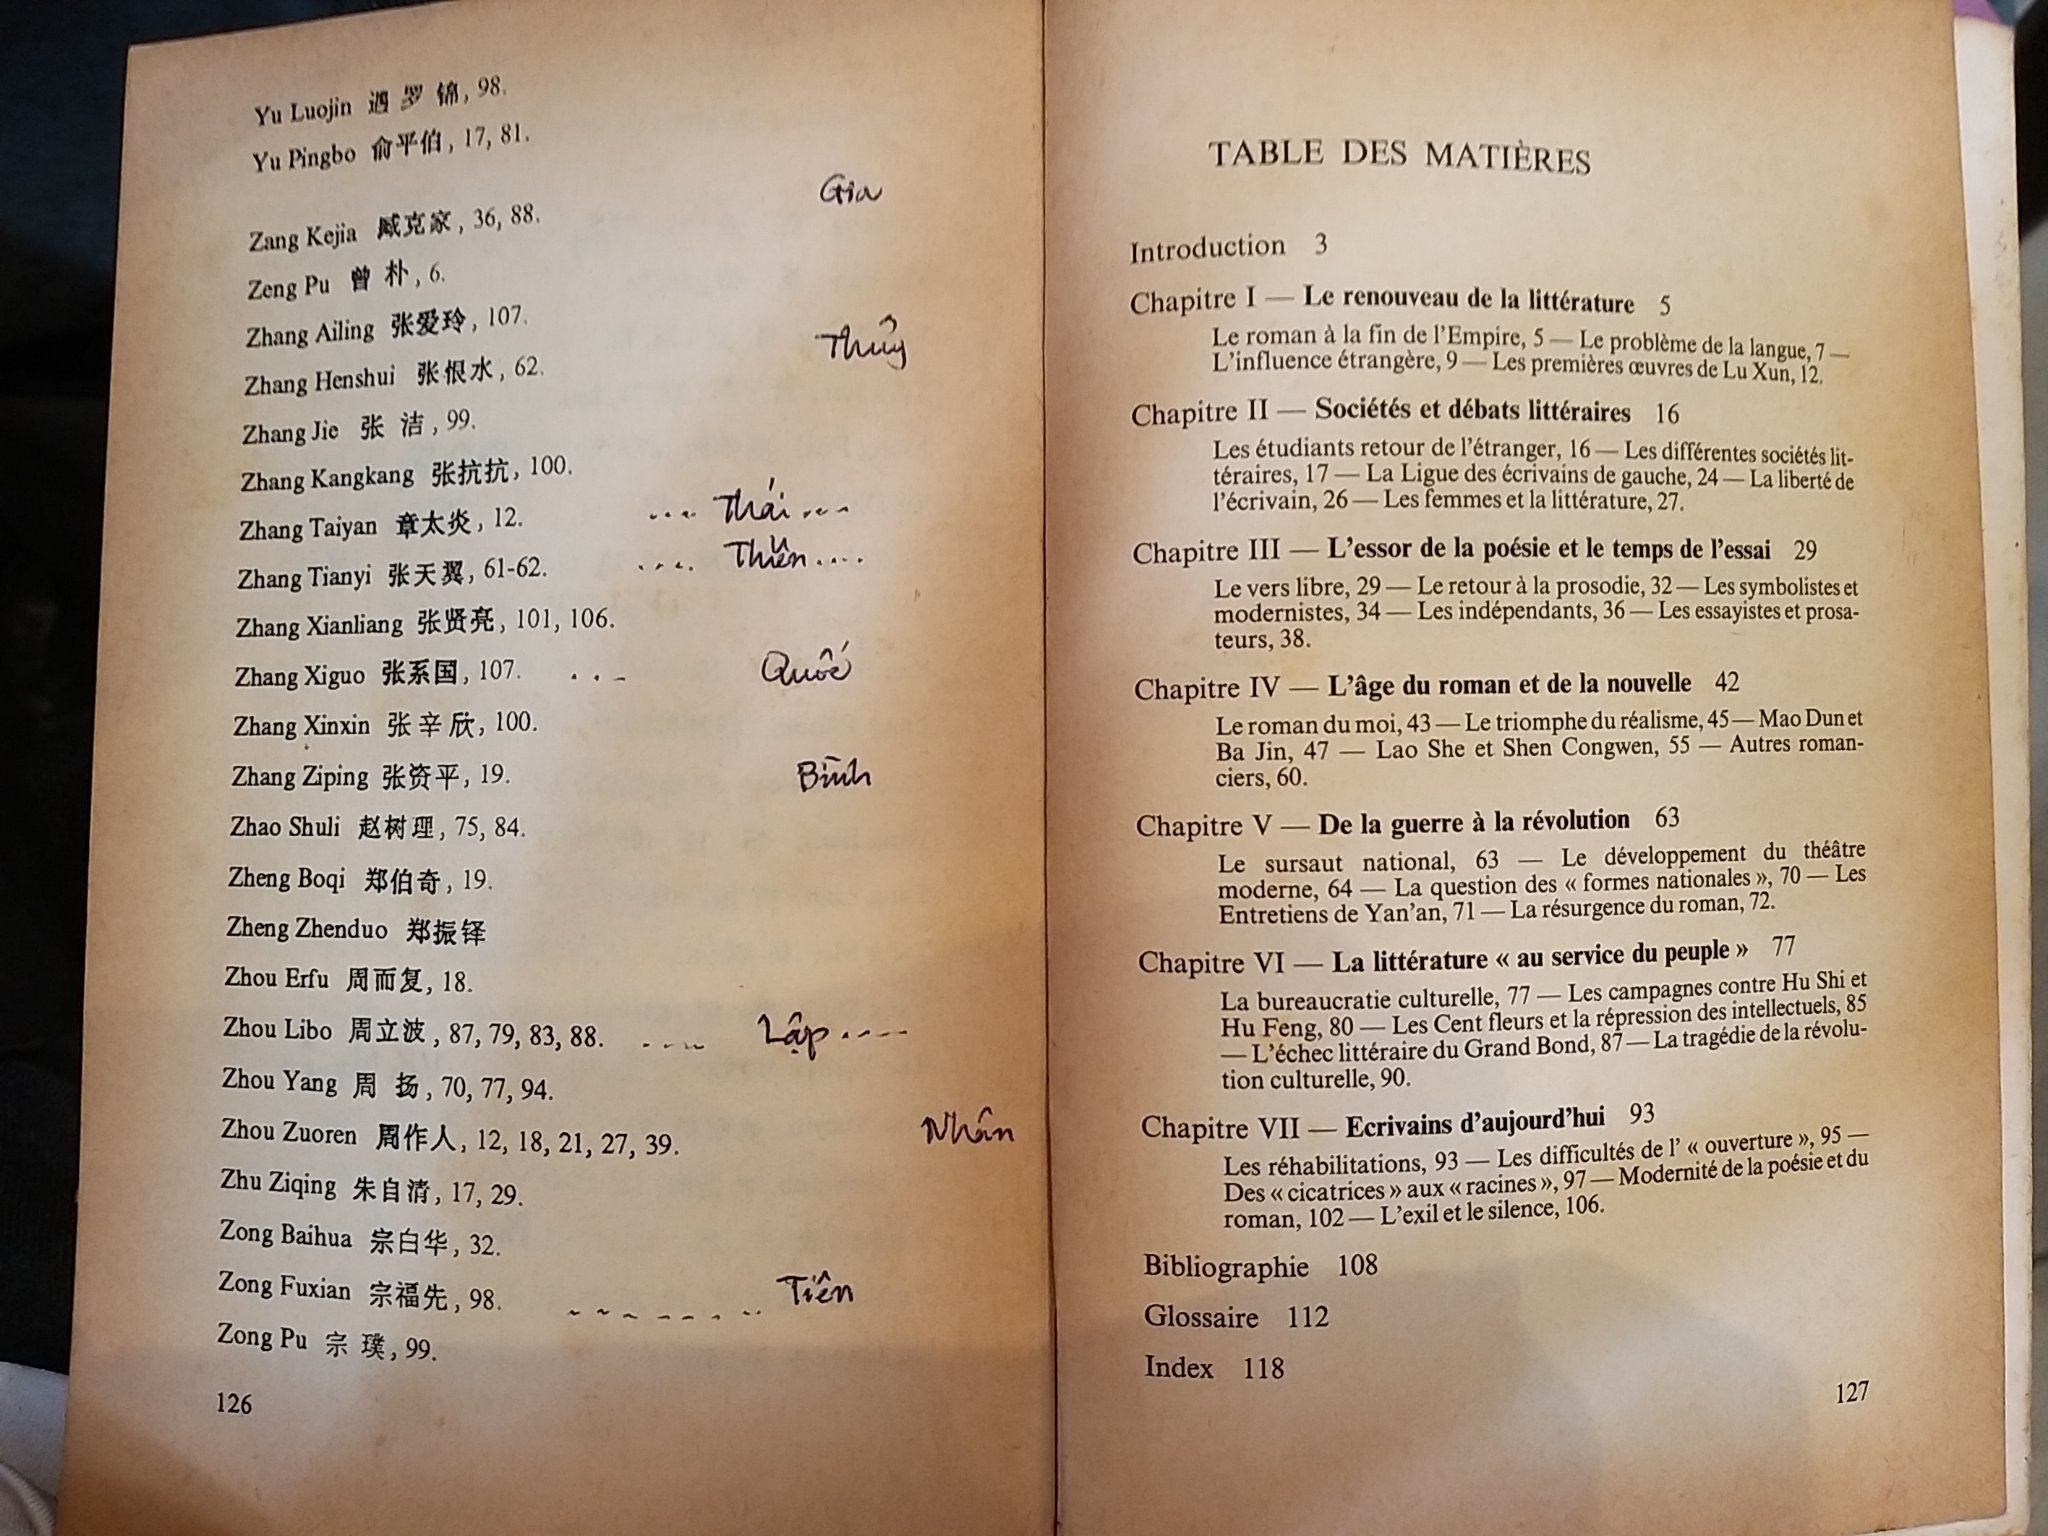 Yu Luojin 遇罗锦, 98.
Yu Pingbo 俞平伯, 17, 81.
Gia
Zang Kejia 臧克家, 36, 88.
Zeng Pu 曾朴, 6.
Zhang Ailing 张爱玲, 107.
Thủy
Zhang Henshui 张恨水, 62.
Zhang Jie 张洁, 99.
Zhang Kangkang 张抗抗, 100.
Zhang Taiyan 章太炎, 12. .... Thái ....
Zhang Tianyi 张天翼, 61-62. .... Thiên ....
Zhang Xianliang 张贤亮, 101, 106.
Zhang Xiguo 张系国, 107. ... Quốc
Zhang Xinxin 张辛欣, 100.
Zhang Ziping 张资平, 19. Bình
Zhao Shuli 赵树理, 75, 84.
Zheng Boqi 郑伯奇, 19.
Zheng Zhenduo 郑振铎
Zhou Erfu 周而复, 18.
Zhou Libo 周立波, 87, 79, 83, 88. .... Lập ....
Zhou Yang 周扬, 70, 77, 94.
Zhou Zuoren 周作人, 12, 18, 21, 27, 39. Nhân
Zhu Ziqing 朱自清, 17, 29.
Zong Baihua 宗白华, 32.
Zong Fuxian 宗福先, 98. ........ Tiên
Zong Pu 宗璞, 99.
126
TABLE DES MATIÈRES
Introduction 3
Chapitre I — Le renouveau de la littérature 5
Le roman à la fin de l'Empire, 5 — Le problème de la langue, 7 —
L'influence étrangère, 9 — Les premières œuvres de Lu Xun, 12.
Chapitre II — Sociétés et débats littéraires 16
Les étudiants retour de l'étranger, 16 — Les différentes sociétés lit-
téraires, 17 — La Ligue des écrivains de gauche, 24 — La liberté de
l'écrivain, 26 — Les femmes et la littérature, 27.
Chapitre III — L'essor de la poésie et le temps de l'essai 29
Le vers libre, 29 — Le retour à la prosodie, 32 — Les symbolistes et
modernistes, 34 — Les indépendants, 36 — Les essayistes et prosa-
teurs, 38.
Chapitre IV — L'âge du roman et de la nouvelle 42
Le roman du moi, 43 — Le triomphe du réalisme, 45 — Mao Dun et
Ba Jin, 47 — Lao She et Shen Congwen, 55 — Autres roman-
ciers, 60.
Chapitre V — De la guerre à la révolution 63
Le sursaut national, 63 — Le développement du théâtre
moderne, 64 — La question des « formes nationales », 70 — Les
Entretiens de Yan'an, 71 — La résurgence du roman, 72.
Chapitre VI — La littérature « au service du peuple » 77
La bureaucratie culturelle, 77 — Les campagnes contre Hu Shi et
Hu Feng, 80 — Les Cent fleurs et la répression des intellectuels, 85
— L'échec littéraire du Grand Bond, 87 — La tragédie de la révolu-
tion culturelle, 90.
Chapitre VII — Ecrivains d'aujourd'hui 93
Les réhabilitations, 93 — Les difficultés de l' « ouverture », 95 —
Des « cicatrices » aux « racines », 97 — Modernité de la poésie et du
roman, 102 — L'exil et le silence, 106.
Bibliographie 108
Glossaire 112
Index 118
127